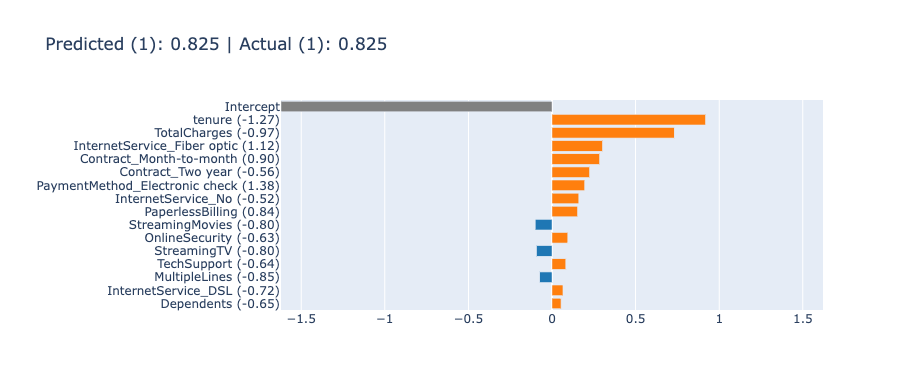 Predicted (1): 0.825 | Actual (1): 0.825
Intercept
tenure (-1.27)
TotalCharges (-0.97)
InternetService_Fiber optic (1.12)
Contract_Month-to-month (0.90)
Contract_Two year (-0.56)
PaymentMethod_Electronic check (1.38)
InternetService_No (-0.52)
PaperlessBilling (0.84)
StreamingMovies (-0.80)
OnlineSecurity (-0.63)
StreamingTV (-0.80)
TechSupport (-0.64)
MultipleLines (-0.85)
InternetService_DSL (-0.72)
Dependents (-0.65)
−1.5 −1 −0.5 0 0.5 1 1.5